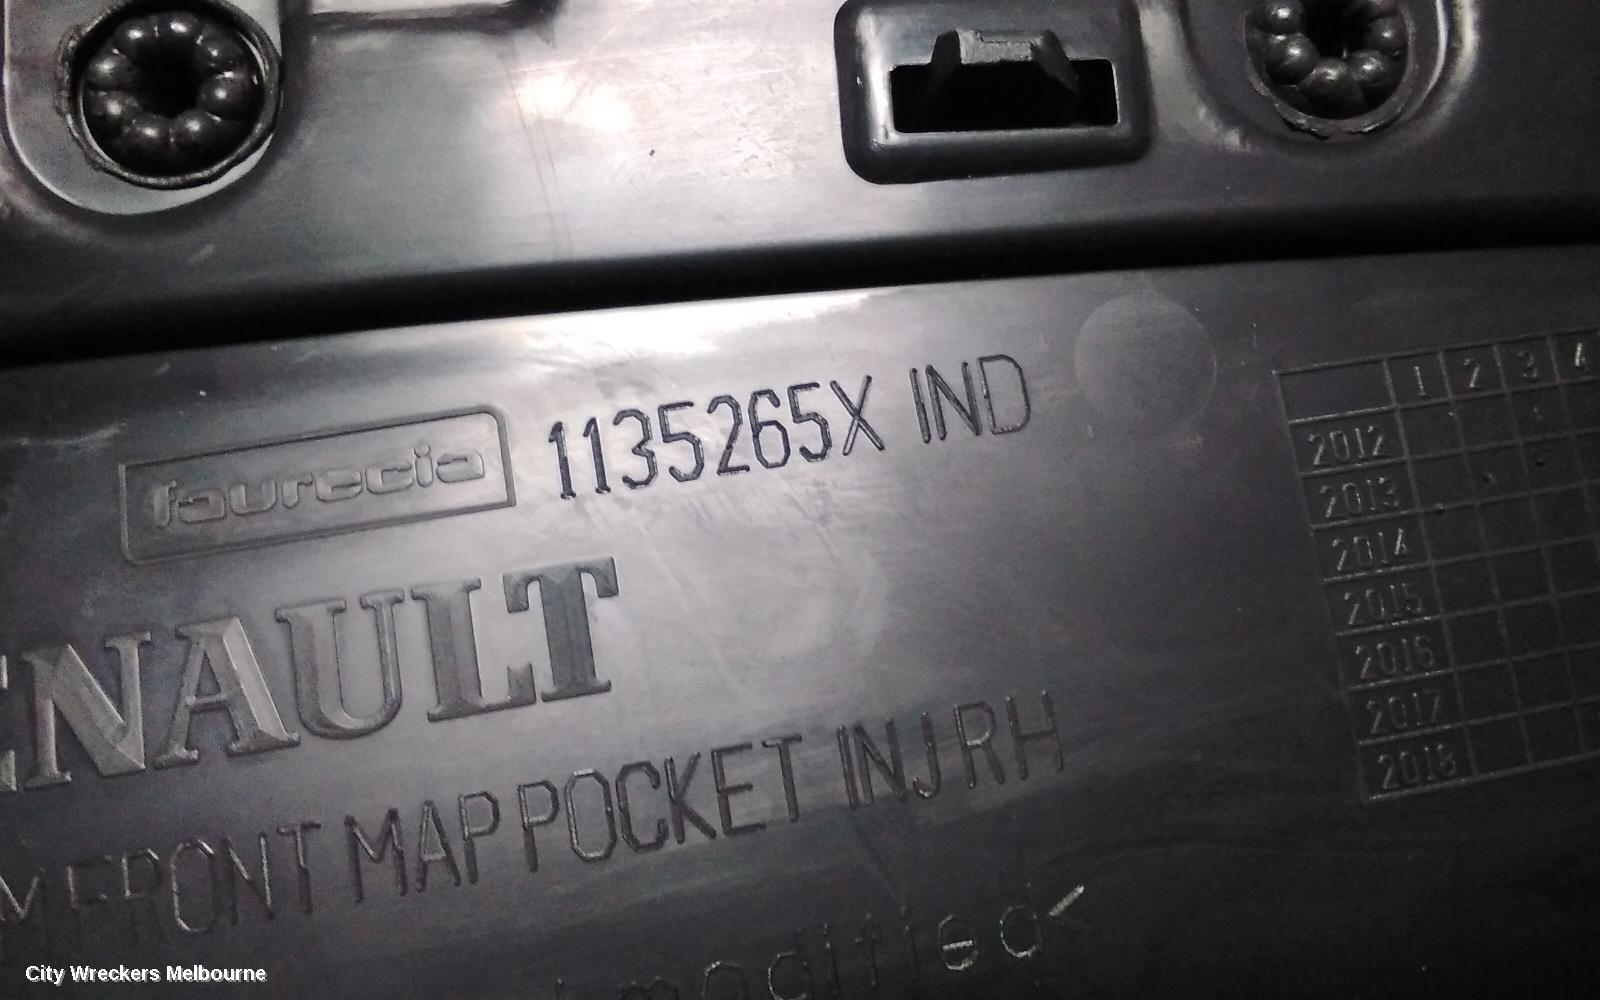 faurecia 1135265X IND
ENAULT
M FRONT MAP POCKET INJ RH
modified<
1 2 3 4
2012
2013
2014
2015
2016
2017
2018
City Wreckers Melbourne